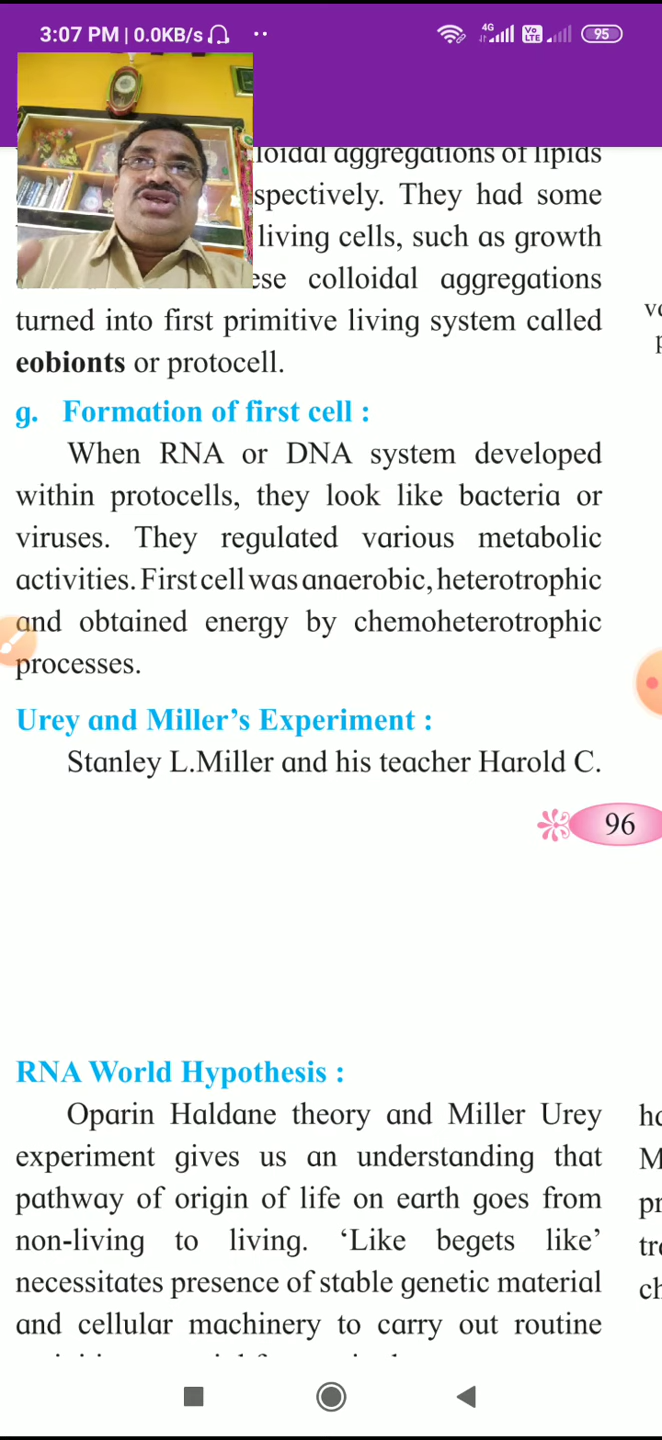 3:07 PM | 0.0KB/s
4G
Vo
LTE
95
aggregations of lipids
They had some
living cells, such as growth
colloidal aggregations
turned into first primitive living system called
eobionts or protocell.
g. Formation of first cell :
When RNA or DNA system developed
within protocells, they look like bacteria or
viruses. They regulated various metabolic
activities. First cell was anaerobic, heterotrophic
and obtained energy by chemoheterotrophic
processes.
Urey and Miller's Experiment :
Stanley L.Miller and his teacher Harold C.
96
RNA World Hypothesis :
Oparin Haldane theory and Miller Urey
experiment gives us an understanding that
pathway of origin of life on earth goes from
non-living to living. ‘Like begets like’
necessitates presence of stable genetic material
and cellular machinery to carry out routine